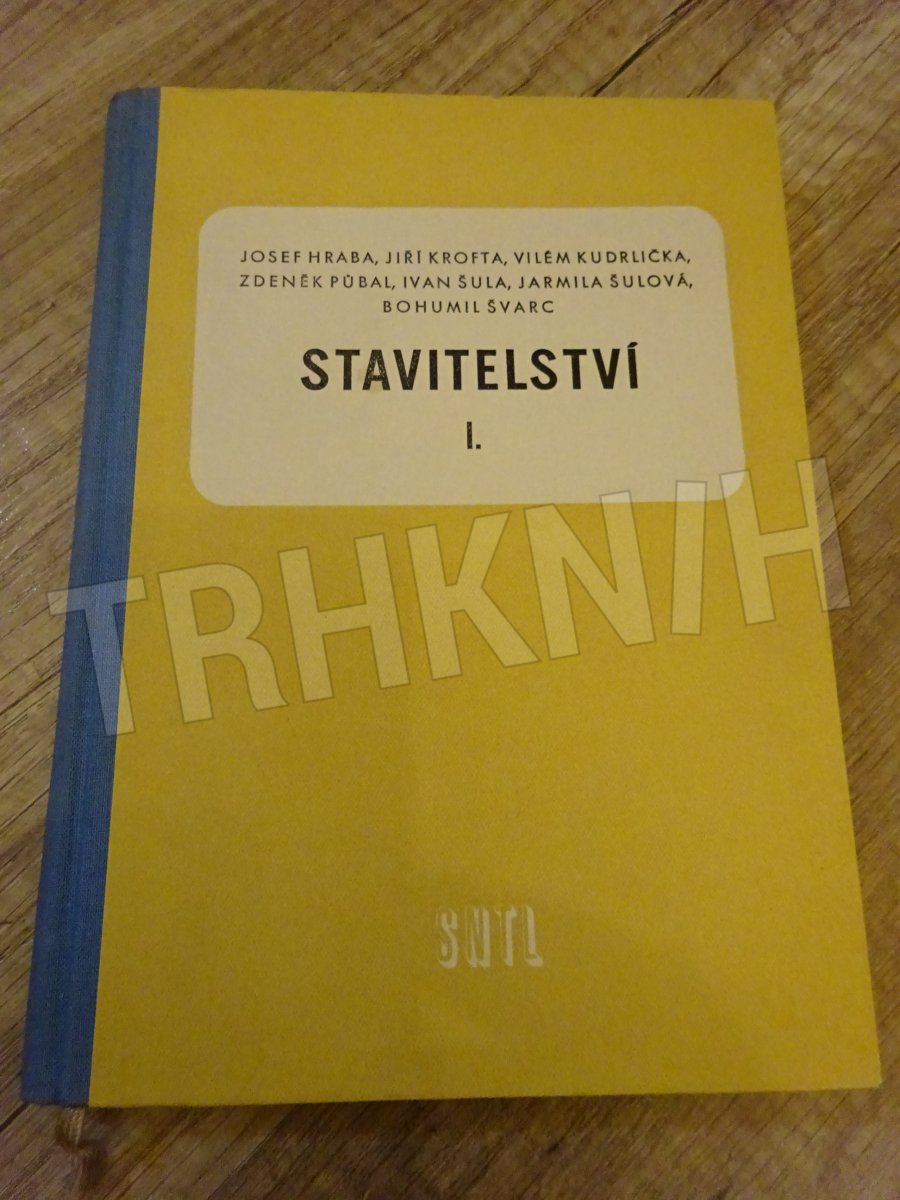 JOSEF HRABA, JIŘÍ KROFTA, VILÉM KUDRLIČKA,
ZDENĚK PŮBAL, IVAN ŠULA, JARMILA ŠULOVÁ,
BOHUMIL ŠVARC
STAVITELSTVÍ
I.
TRHKNIH
SNTL